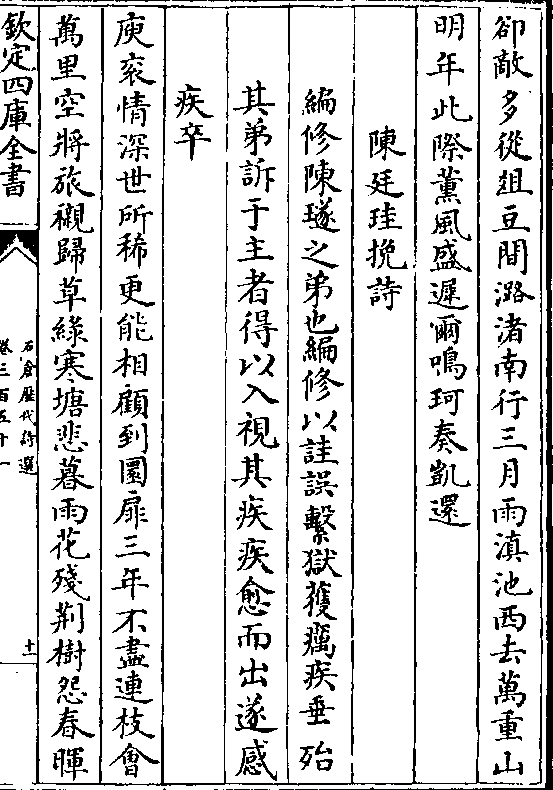 卻敵多從爼豆間潞渚南行三月雨滇池西去萬重山
明年此際薰風盛遲爾鳴珂奏凱還
陳廷珪挽詩
編修陳璲之弟也編修以詿誤繫獄獲癘疾垂殆
其弟訴于主者得以入視其疾疾愈而出遂感
疾卒
庾衮情深世所稀更能相顧到圜扉三年不盡連枝會
萬里空將旅櫬歸草緑寒塘悲暮雨花殘荆樹怨春暉
欽定四庫全書
石倉歴代詩選
卷三百五十一
十一